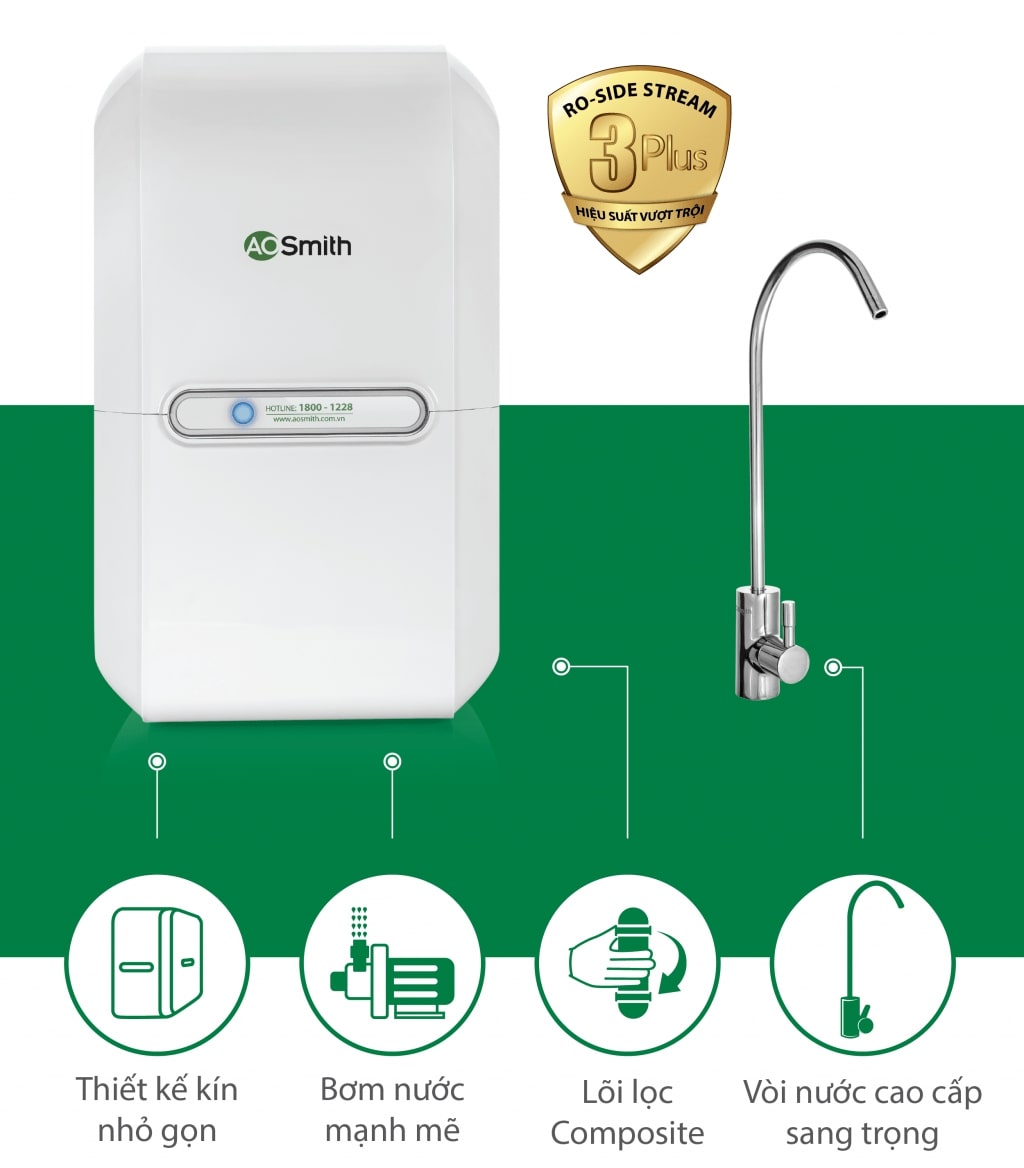 RO-SIDE STREAM
3Plus
HIỆU SUẤT VƯỢT TRỘI
AOSmith
HOTLINE: 1800 - 1228
www.aosmith.com.vn
Thiết kế kín
nhỏ gọn
Bơm nước
mạnh mẽ
Lõi lọc
Composite
Vòi nước cao cấp
sang trọng